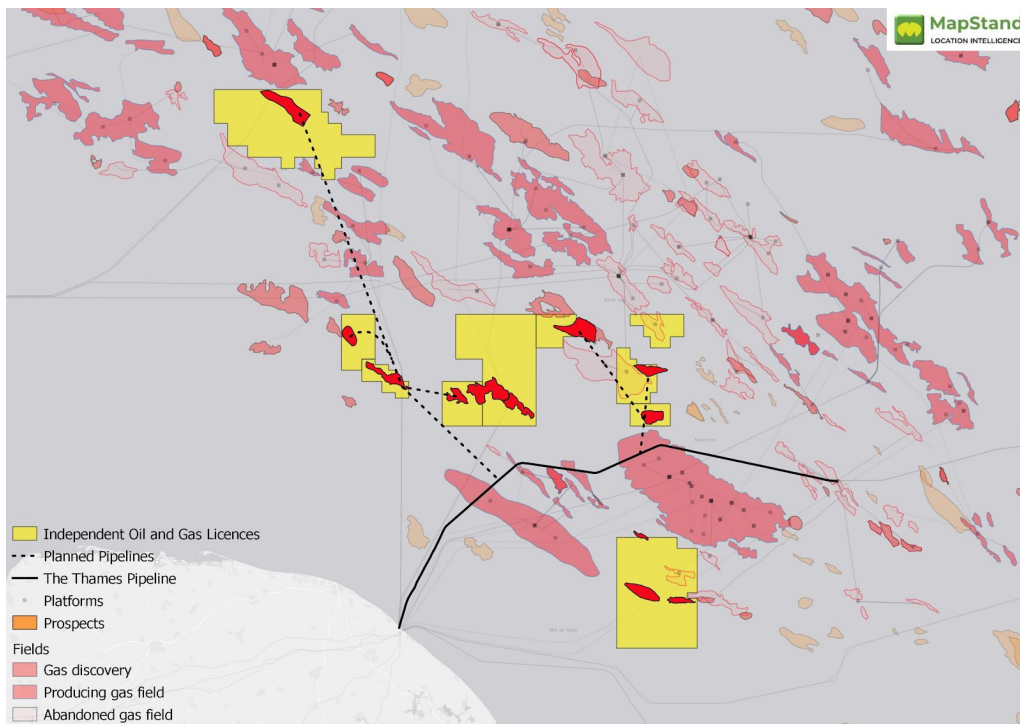 MapStand
LOCATION INTELLIGENCE
Independent Oil and Gas Licences
Planned Pipelines
The Thames Pipeline
Platforms
Prospects
Fields
Gas discovery
Producing gas field
Abandoned gas field